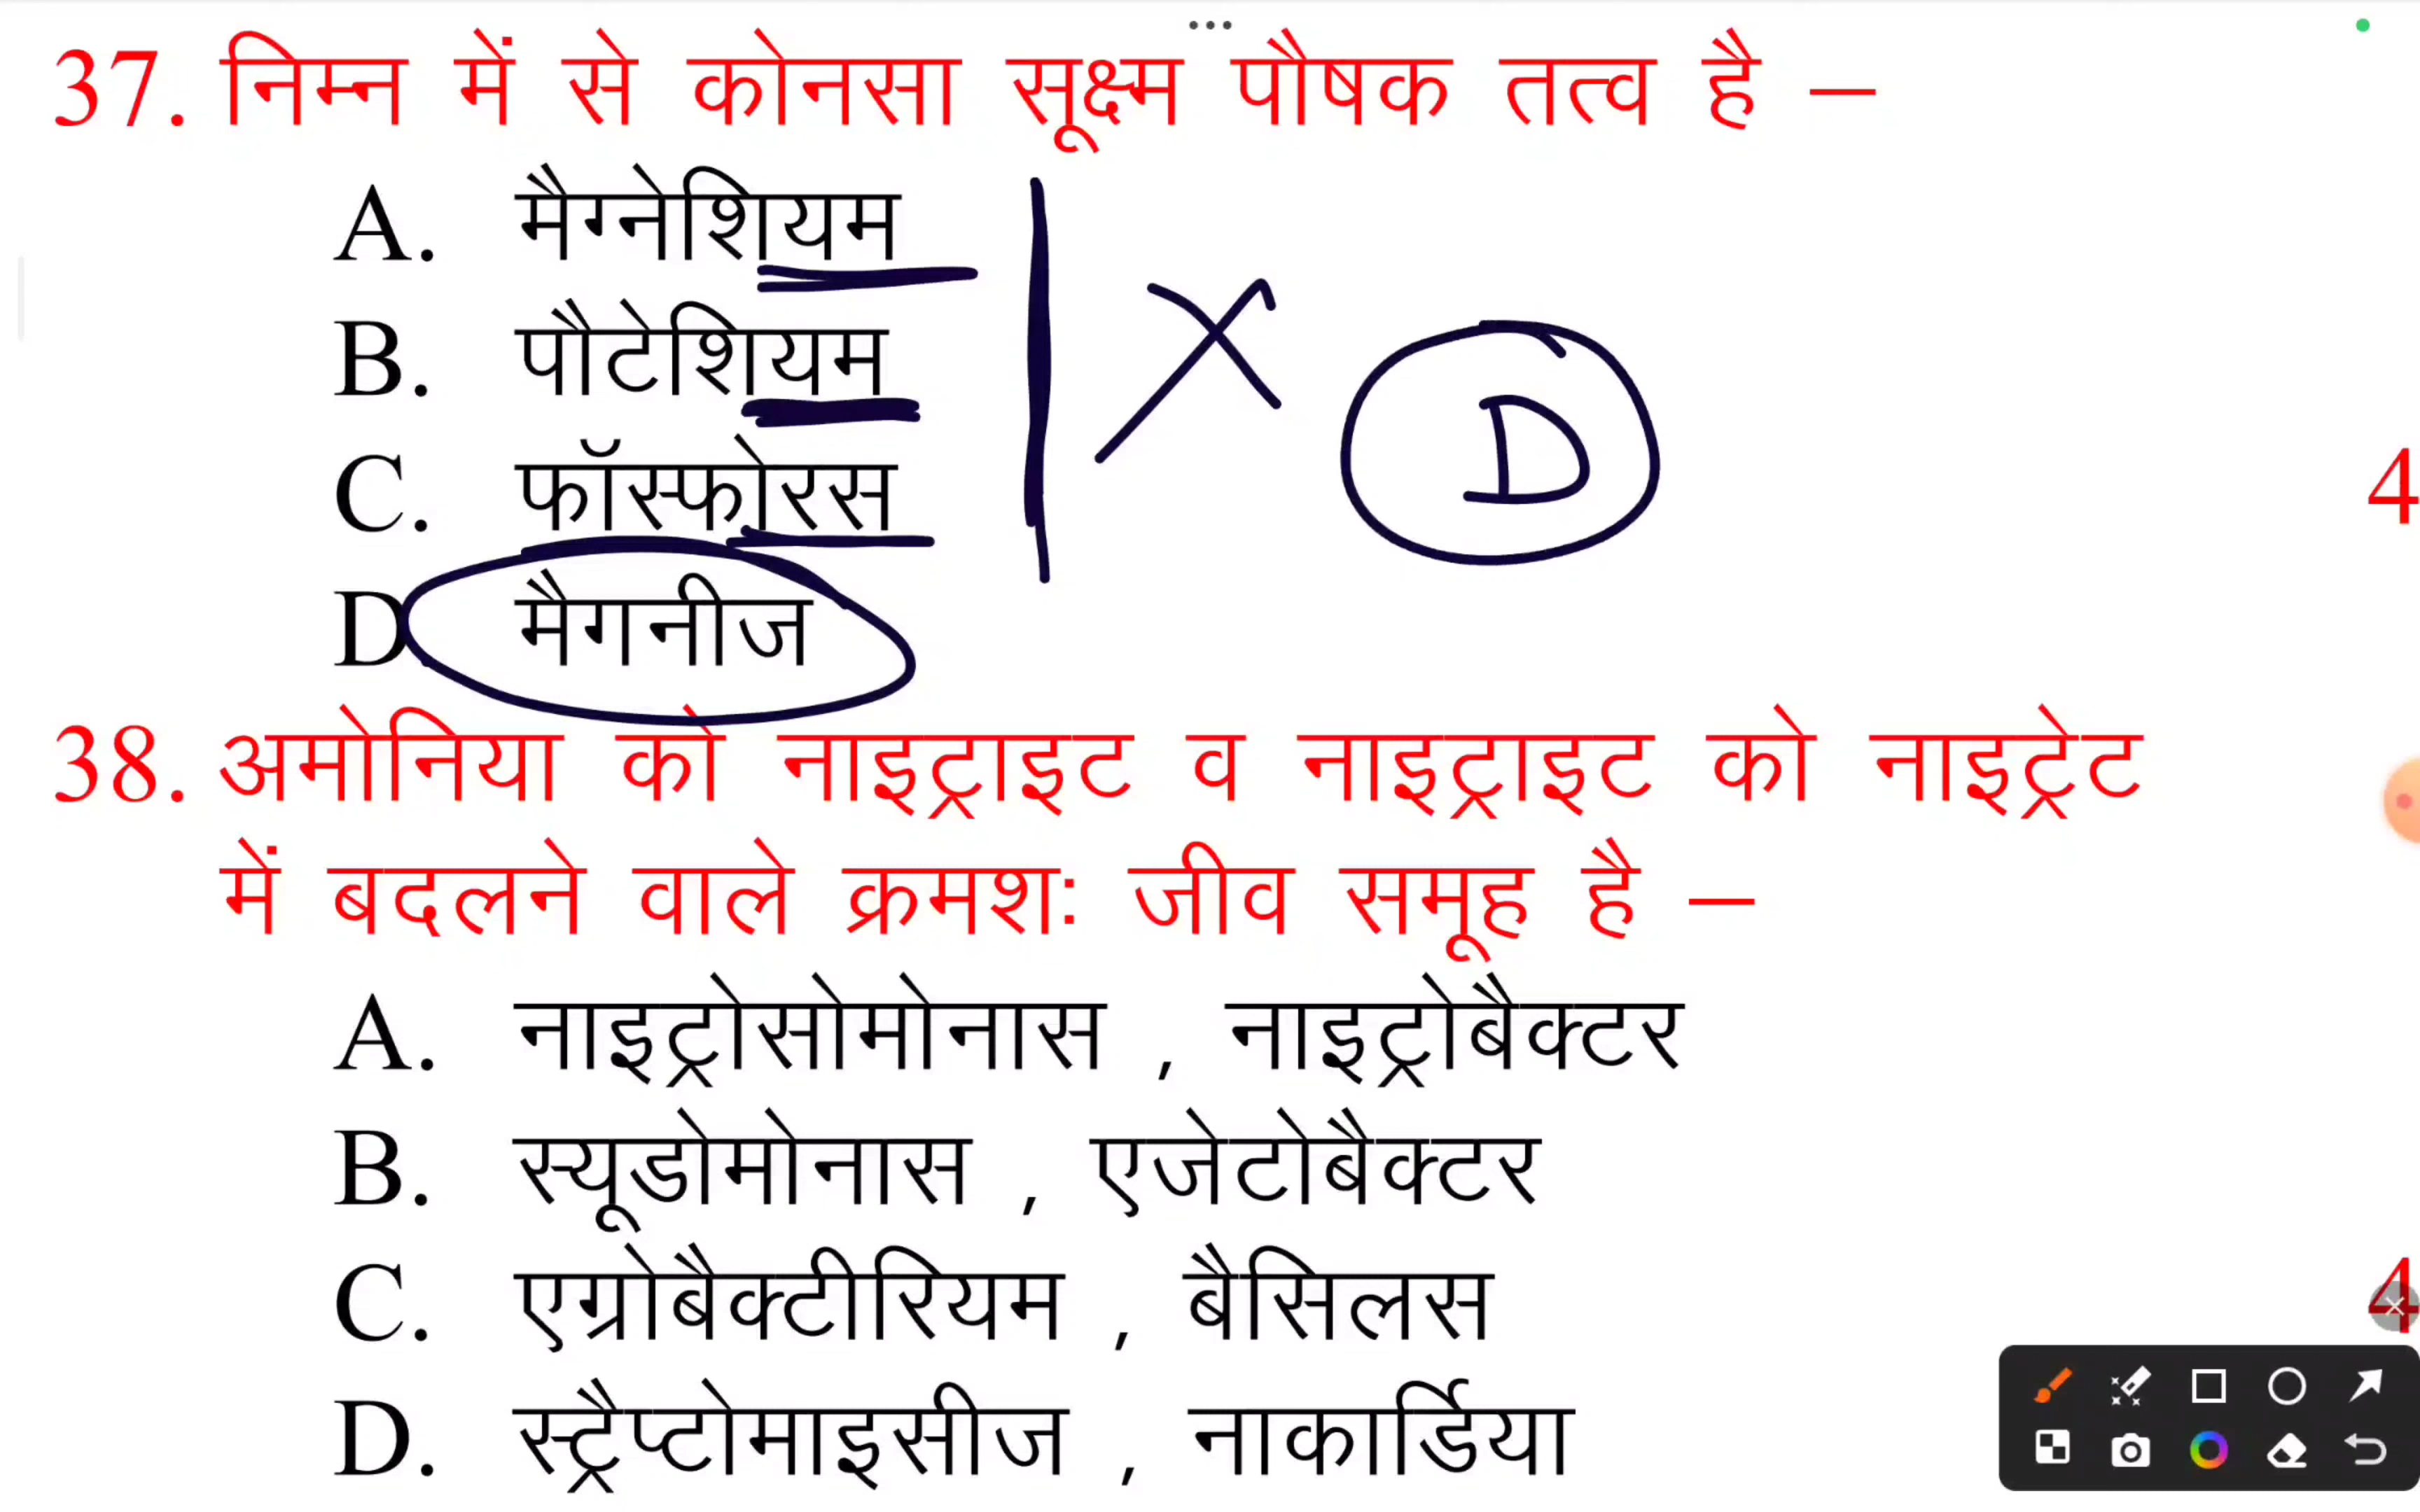 37. निम्न में से कोनसा सूक्ष्म पौषक तत्व है –
A. मैग्नेशियम
B. पौटेशियम
C. फॉस्फोरस
D मैगनीज
X D
4
38. अमोनिया को नाइट्राइट व नाइट्राइट को नाइट्रेट
में बदलने वाले क्रमशः जीव समूह है –
A. नाइट्रोसोमोनास , नाइट्रोबैक्टर
B. स्यूडोमोनास , एजेटोबैक्टर
C. एग्रोबैक्टीरियम , बैसिलस
4
D. स्ट्रैप्टोमाइसीज , नाकार्डिया